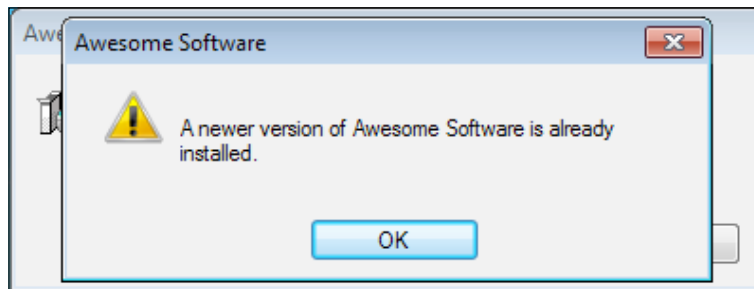 Awe
Awesome Software
A newer version of Awesome Software is already
installed.
OK